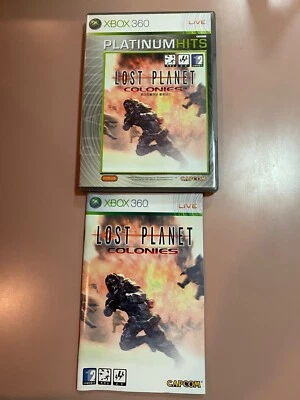 XBOX 360
LIVE
PLATINUM HITS
LOST PLANET
COLONIES
CAPCOM
XBOX 360
LIVE
LOST PLANET
COLONIES
CAPCOM